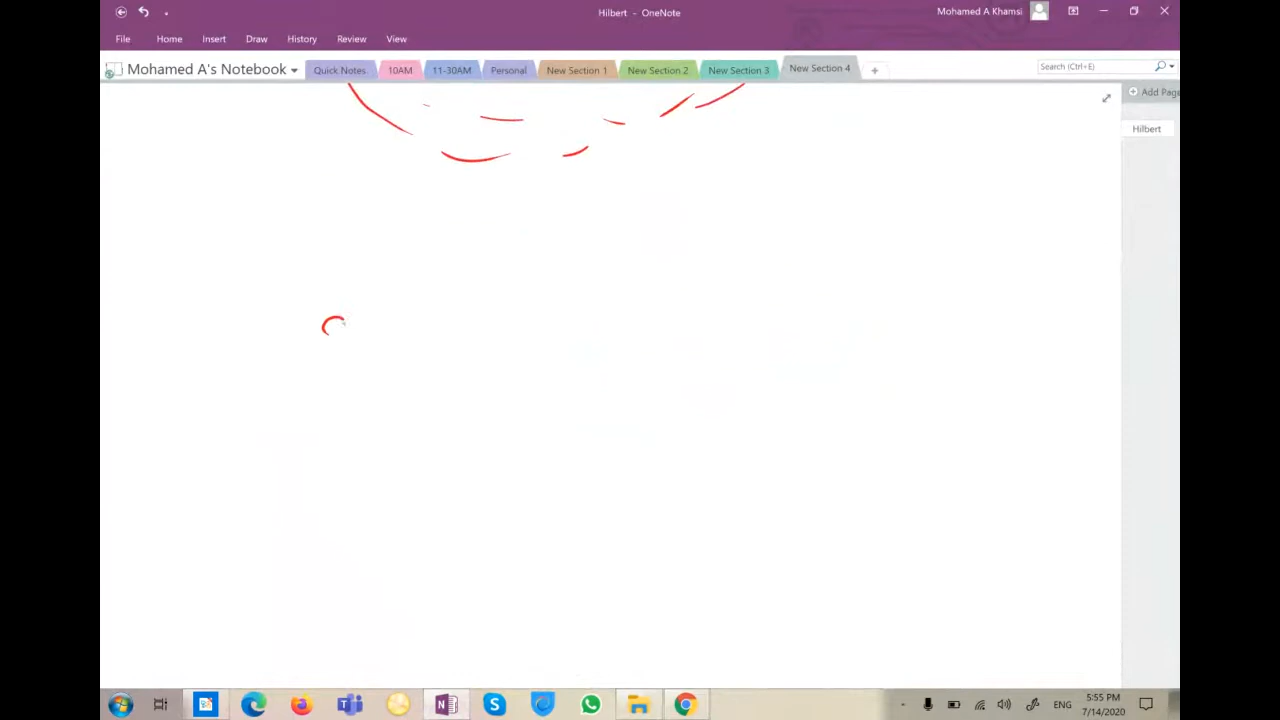 Hilbert - OneNote
Mohamed A Khamsi
File Home Insert Draw History Review View
Mohamed A's Notebook Quick Notes 10AM 11-30AM Personal New Section 1 New Section 2 New Section 3 New Section 4 + Search (Ctrl+E)
Add Page
Hilbert
ENG
5:55 PM
7/14/2020